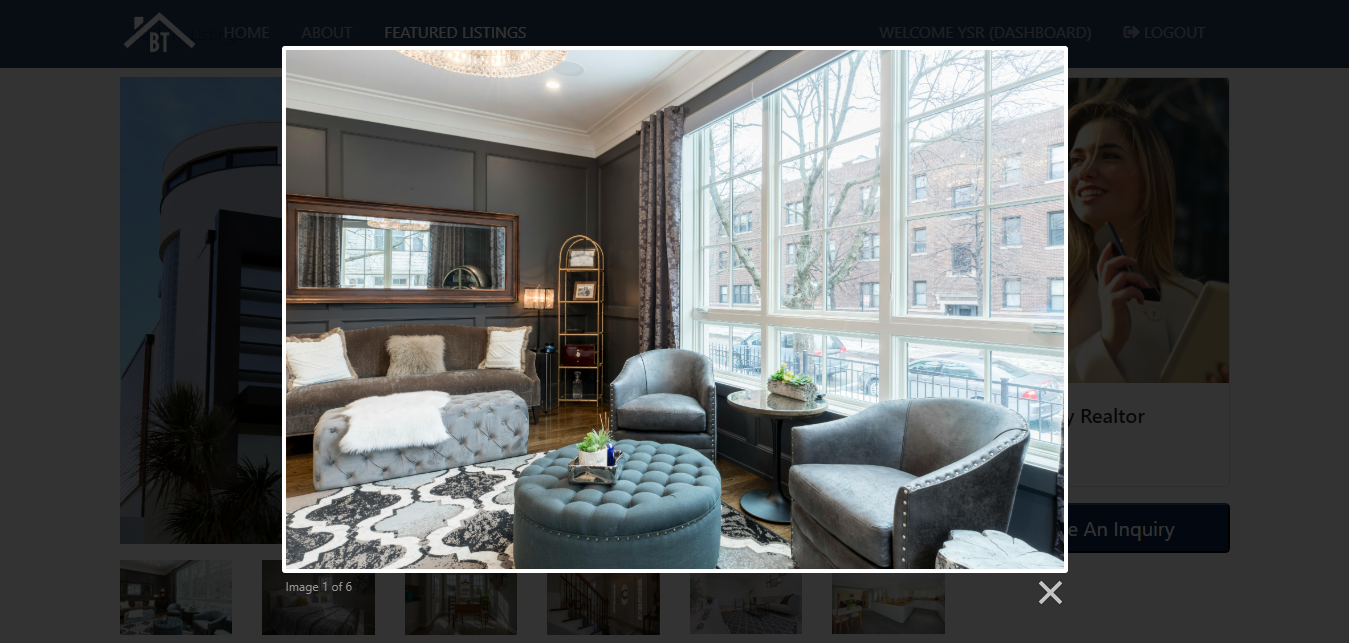 BT
HOME
ABOUT
FEATURED LISTINGS
WELCOME YSR (DASHBOARD)
LOGOUT
Realtor
An Inquiry
Image 1 of 6